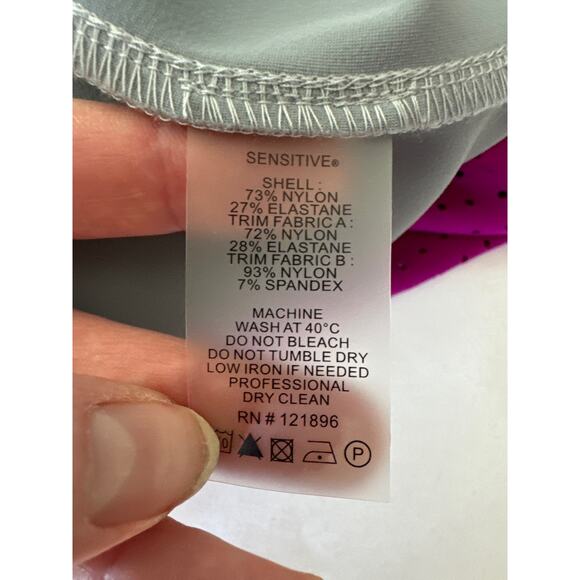 SENSITIVE®
SHELL :
73% NYLON
27% ELASTANE
TRIM FABRIC A :
72% NYLON
28% ELASTANE
TRIM FABRIC B :
93% NYLON
7% SPANDEX
MACHINE
WASH AT 40°C
DO NOT BLEACH
DO NOT TUMBLE DRY
LOW IRON IF NEEDED
PROFESSIONAL
DRY CLEAN
RN # 121896
P